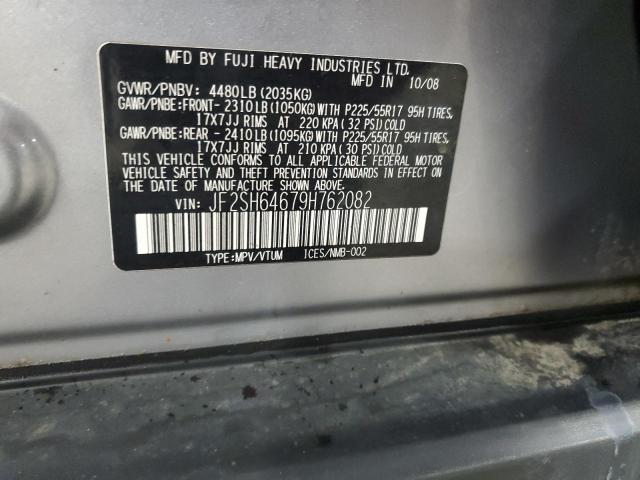 MFD BY FUJI HEAVY INDUSTRIES LTD.
MFD IN 10/08
GVWR/PNBV: 4480LB (2035KG)
GAWR/PNBE:FRONT- 2310LB(1050KG)WITH P225/55R17 95H TIRES,
17X7JJ RIMS AT 220 KPA (32 PSI)COLD
GAWR/PNBE:REAR - 2410LB(1095KG)WITH P225/55R17 95H TIRES,
17X7JJ RIMS AT 210 KPA (30 PSI)COLD
THIS VEHICLE CONFORMS TO ALL APPLICABLE FEDERAL MOTOR
VEHICLE SAFETY AND THEFT PREVENTION STANDARDS IN EFFECT ON
THE DATE OF MANUFACTURE SHOWN ABOVE.
VIN: JF2SH64679H762082
TYPE:MPV/VTUM ICES/NMB-002